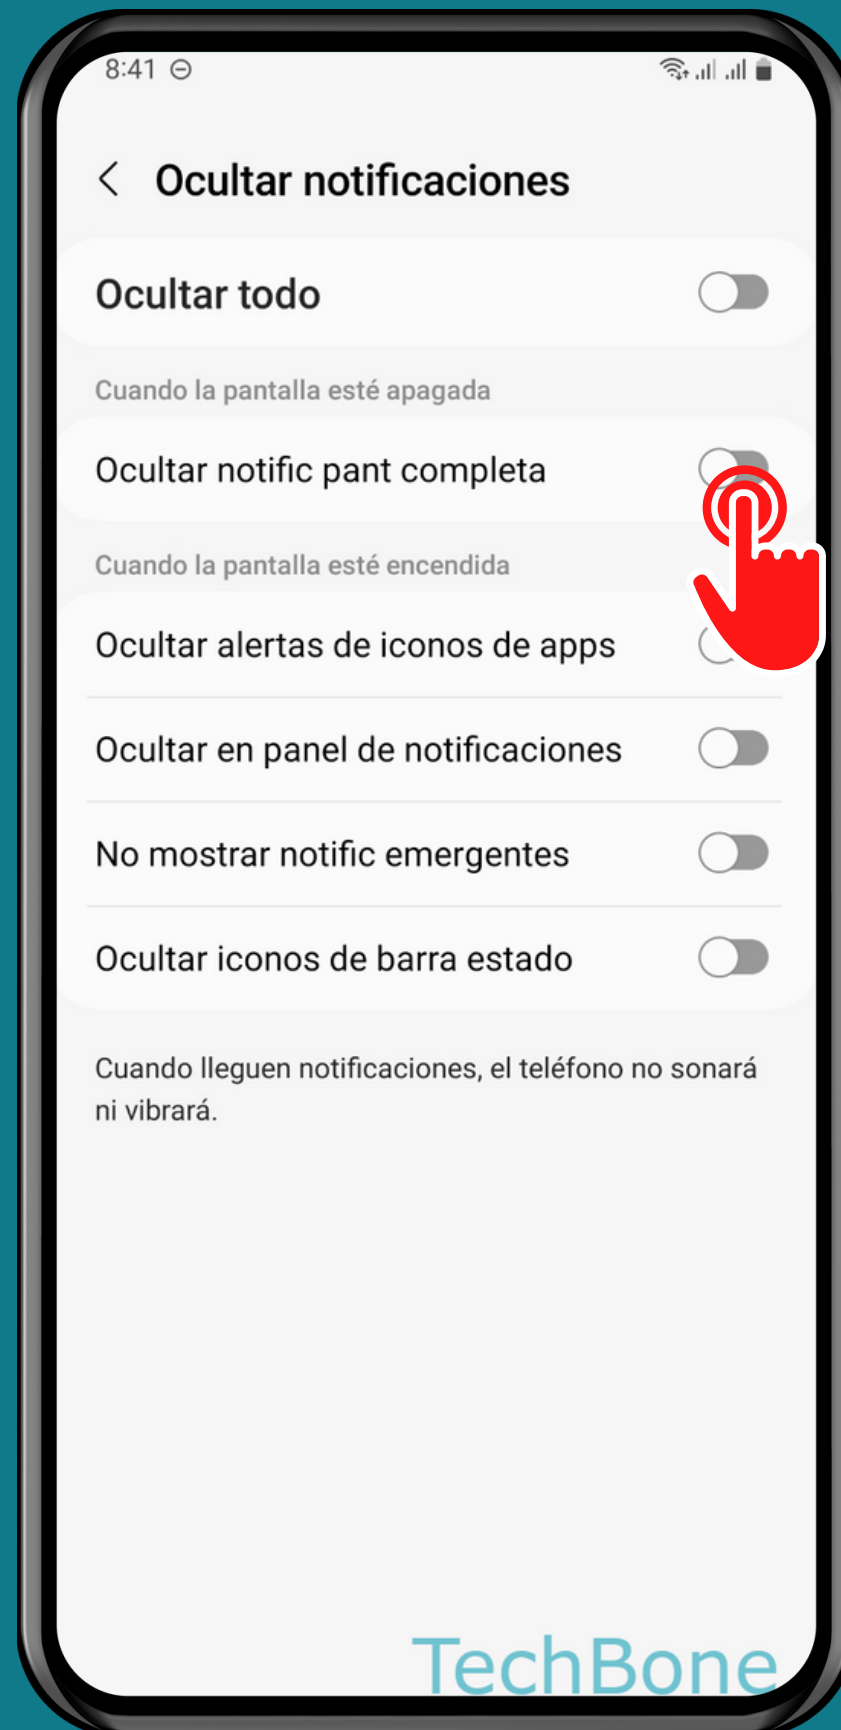 8:41
Ocultar notificaciones
Ocultar todo
Cuando la pantalla esté apagada
Ocultar notific pant completa
Cuando la pantalla esté encendida
Ocultar alertas de iconos de apps
Ocultar en panel de notificaciones
No mostrar notific emergentes
Ocultar iconos de barra estado
Cuando lleguen notificaciones, el teléfono no sonará
ni vibrará.
TechBone